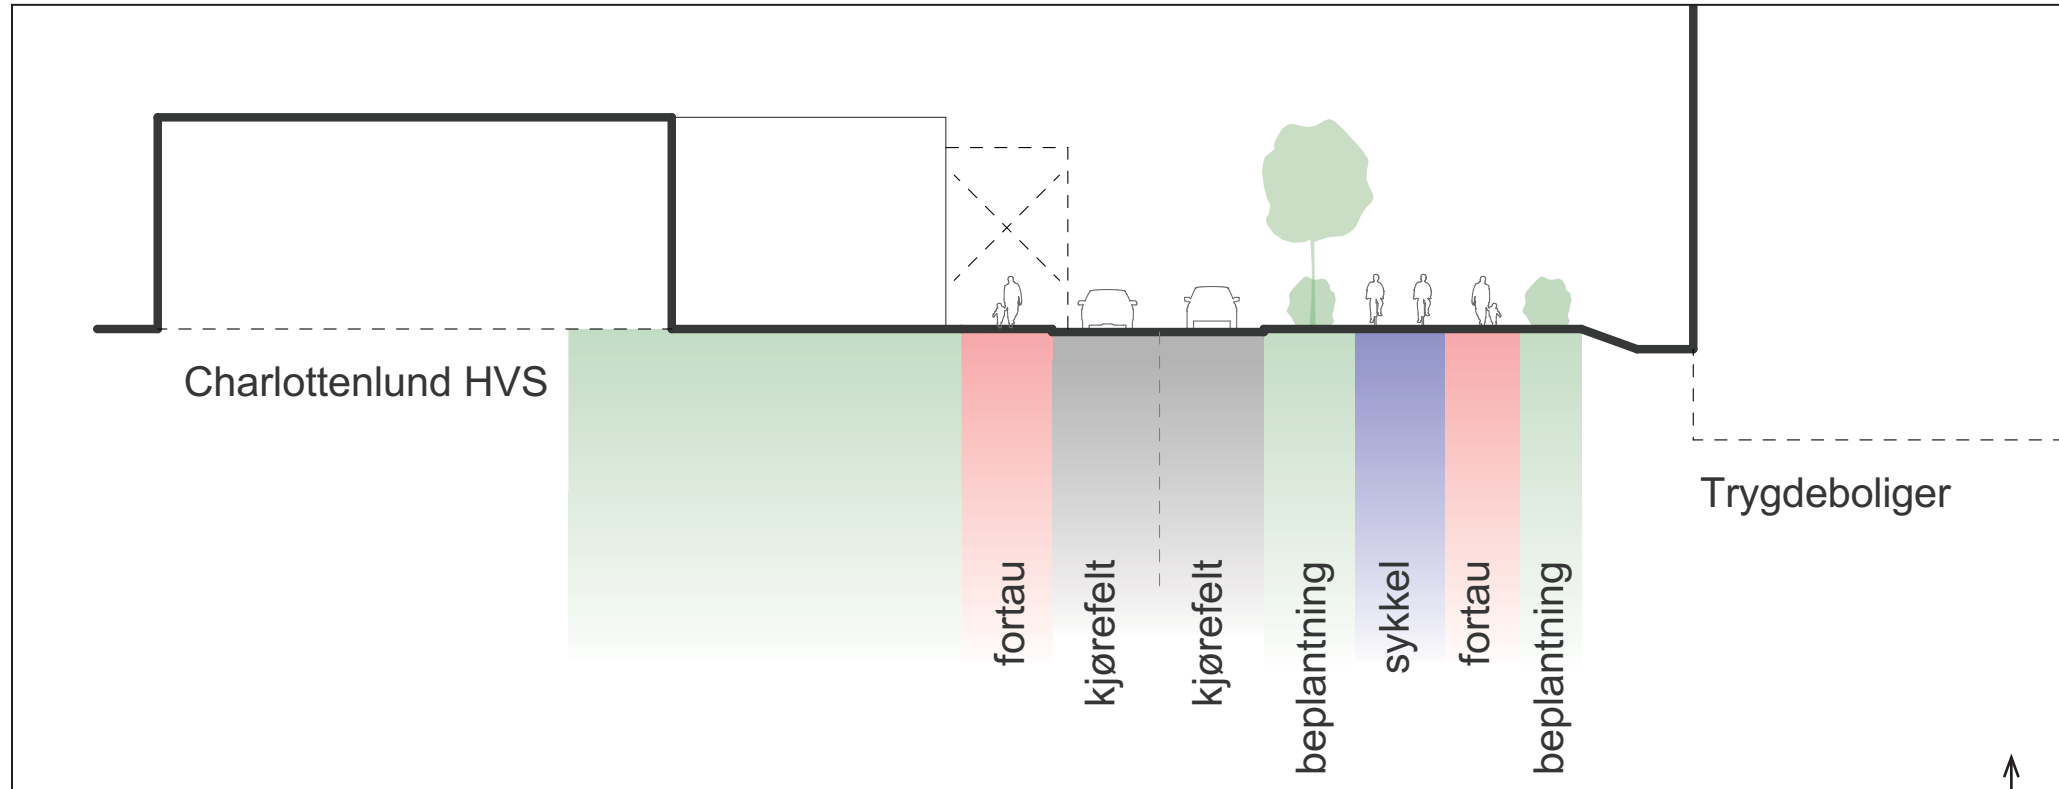 Charlottenlund HVS
Trygdeboliger
fortau
kjørefelt
kjørefelt
beplantning
sykkel
fortau
beplantning